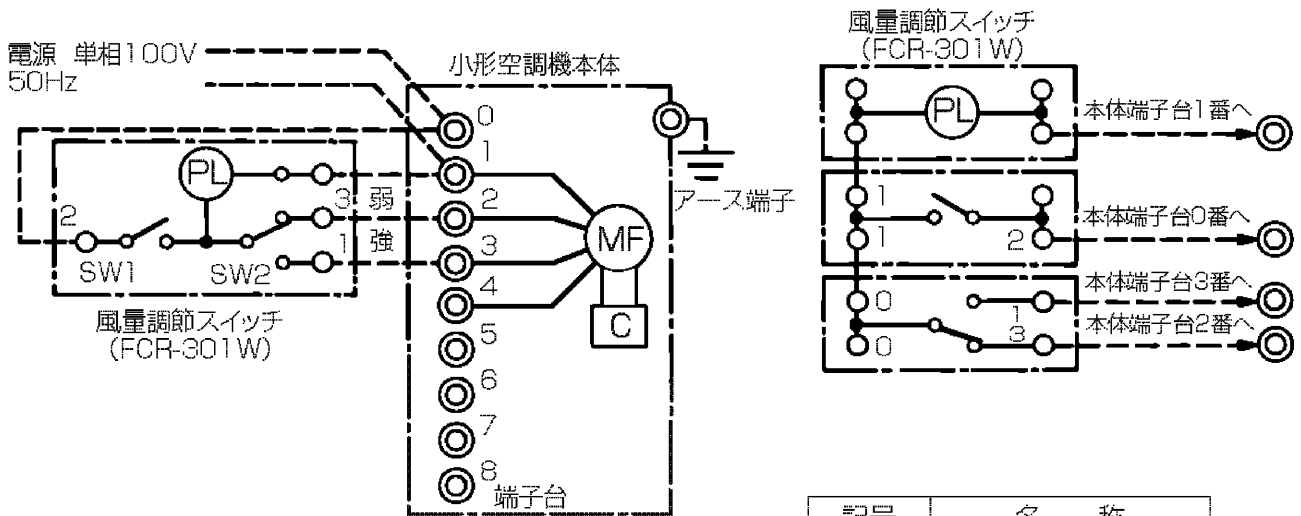 電源 単相100V
50Hz
小形空調機本体
0
1
2
3
4
5
6
7
8
端子台
アース端子
MF
C
PL
2
SW1
SW2
3
弱
1
強
風量調節スイッチ
(FCR-301W)
風量調節スイッチ
(FCR-301W)
PL
本体端子台1番へ
1
1
2
本体端子台0番へ
0
0
1
3
本体端子台3番へ
本体端子台2番へ
記号 名 称